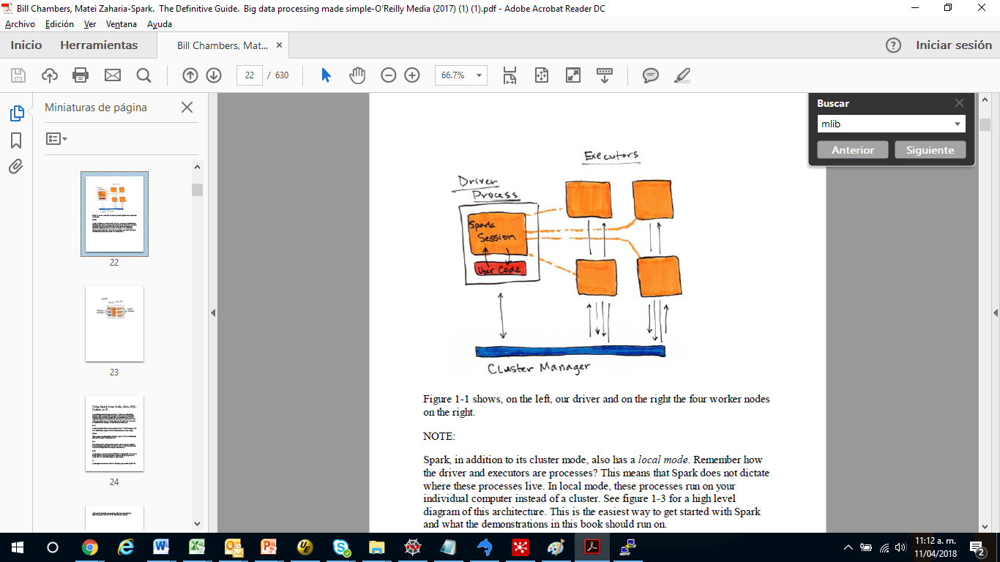 Bill Chambers, Matei Zaharia-Spark.  The Definitive Guide.  Big data processing made simple-O'Reilly Media (2017) (1) (1).pdf - Adobe Acrobat Reader DC
Archivo Edición Ver Ventana Ayuda
Inicio Herramientas Bill Chambers, Mat... × ? Iniciar sesión
22 / 630 66.7%
Miniaturas de página
Buscar
mlib
Anterior Siguiente
22
23
Using Spark from Scala, Java, SQL,
Python, or R
24
Executors
Driver
Process
Spark
Session
User Code
Cluster Manager
Figure 1-1 shows, on the left, our driver and on the right the four worker nodes
on the right.
NOTE:
Spark, in addition to its cluster mode, also has a local mode. Remember how
the driver and executors are processes? This means that Spark does not dictate
where these processes live. In local mode, these processes run on your
individual computer instead of a cluster. See figure 1-3 for a high level
diagram of this architecture. This is the easiest way to get started with Spark
and what the demonstrations in this book should run on.
11:12 a. m.
11/04/2018
2